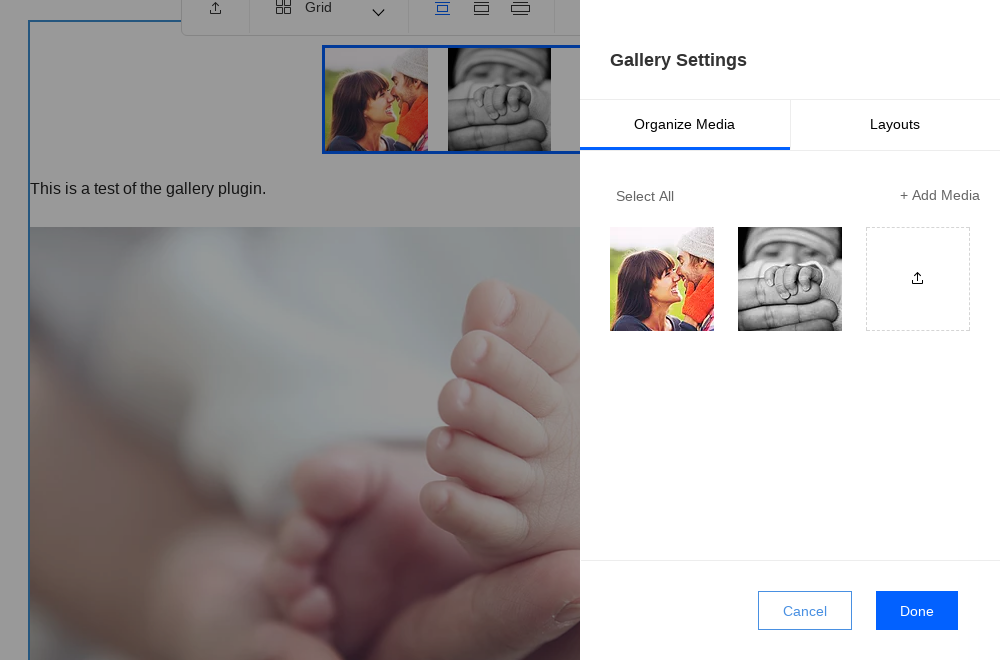 Grid
Gallery Settings
Organize Media
Layouts
This is a test of the gallery plugin.
Select All
+ Add Media
Cancel
Done